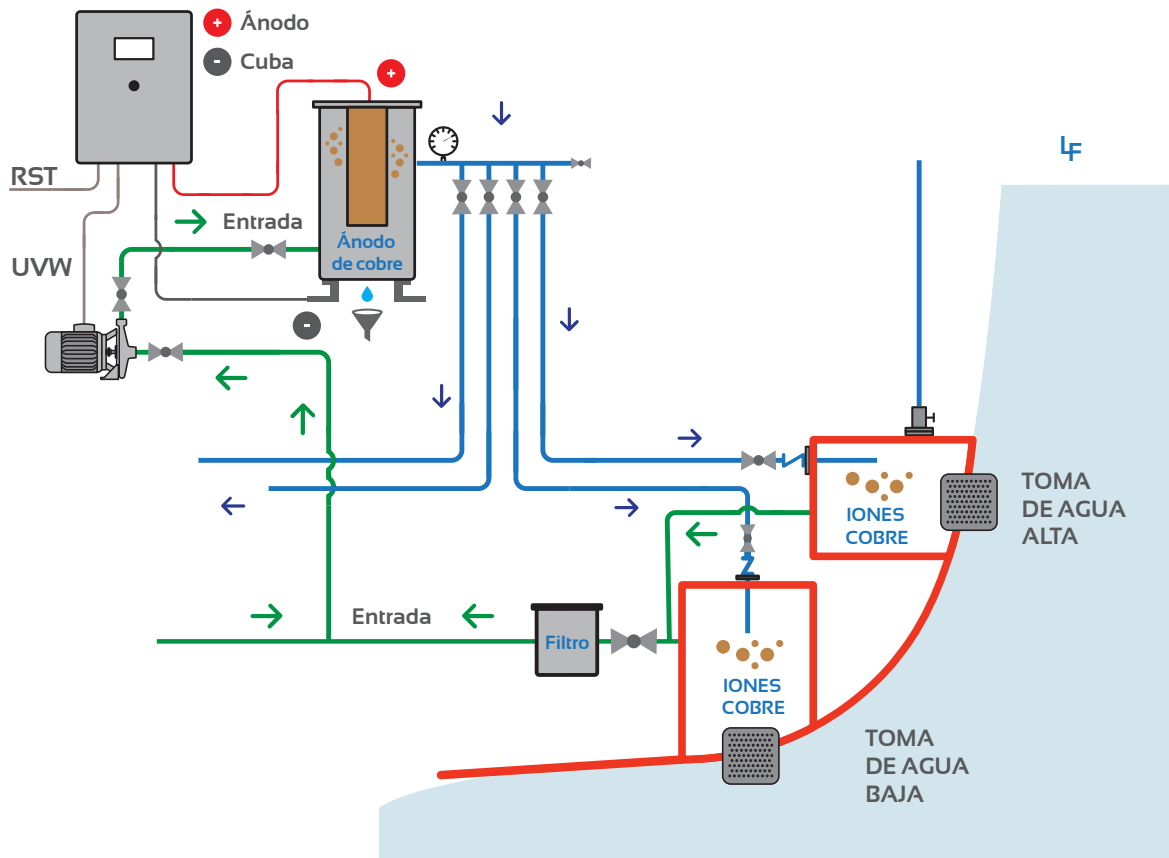 + Ánodo
- Cuba
+
RST
Entrada
UVW
Ánodo
de cobre
-
LF
TOMA
DE AGUA
ALTA
IONES
COBRE
Entrada
Filtro
IONES
COBRE
TOMA
DE AGUA
BAJA